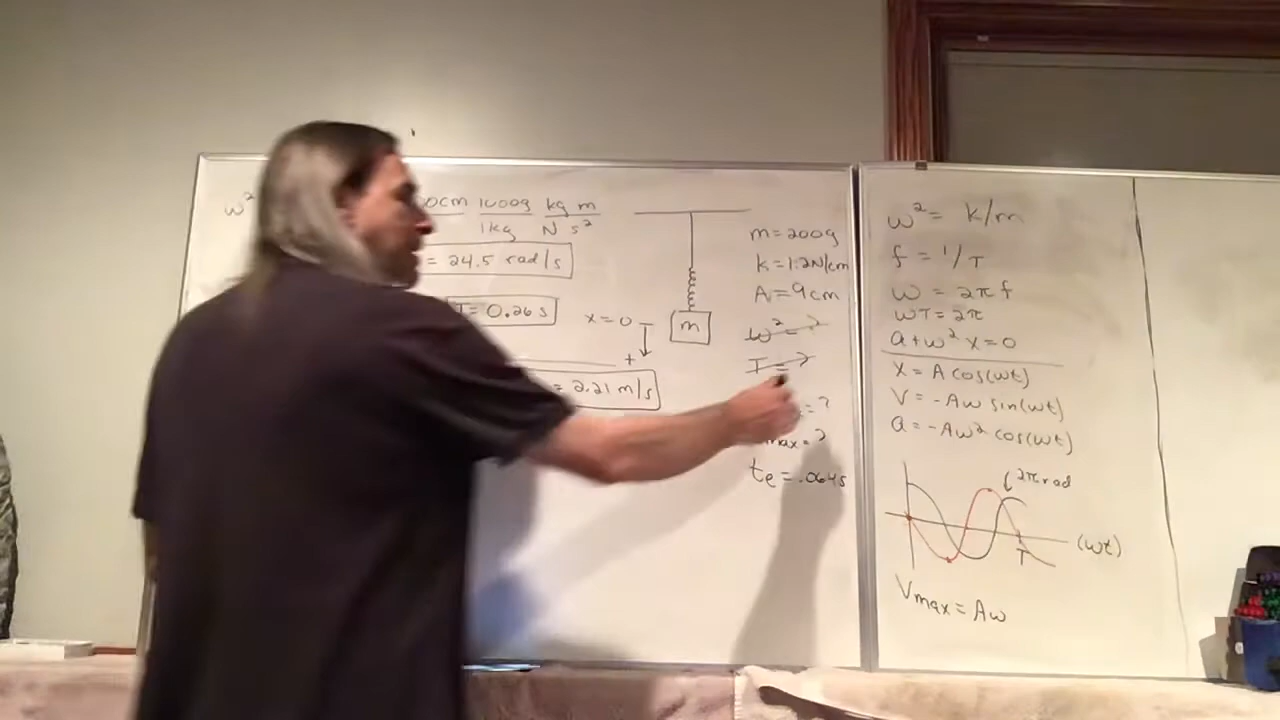 ω²
0cm 1000g kg m
1kg N s²
= 24.5 rad/s
T = 0.26 s
= 2.21 m/s
x=0
+
m
m=200g
k=1.2N/cm
A=9cm
ω²=?
T=?
=?
max=?
te=.064s
ω² = k/m
f = 1/T
ω = 2πf
ωT=2π
a+ω²x=0
x = A cos(ωt)
V = -Aω sin(ωt)
a = -Aω² cos(ωt)
2π rad
(ωt)
T
Vmax = Aω